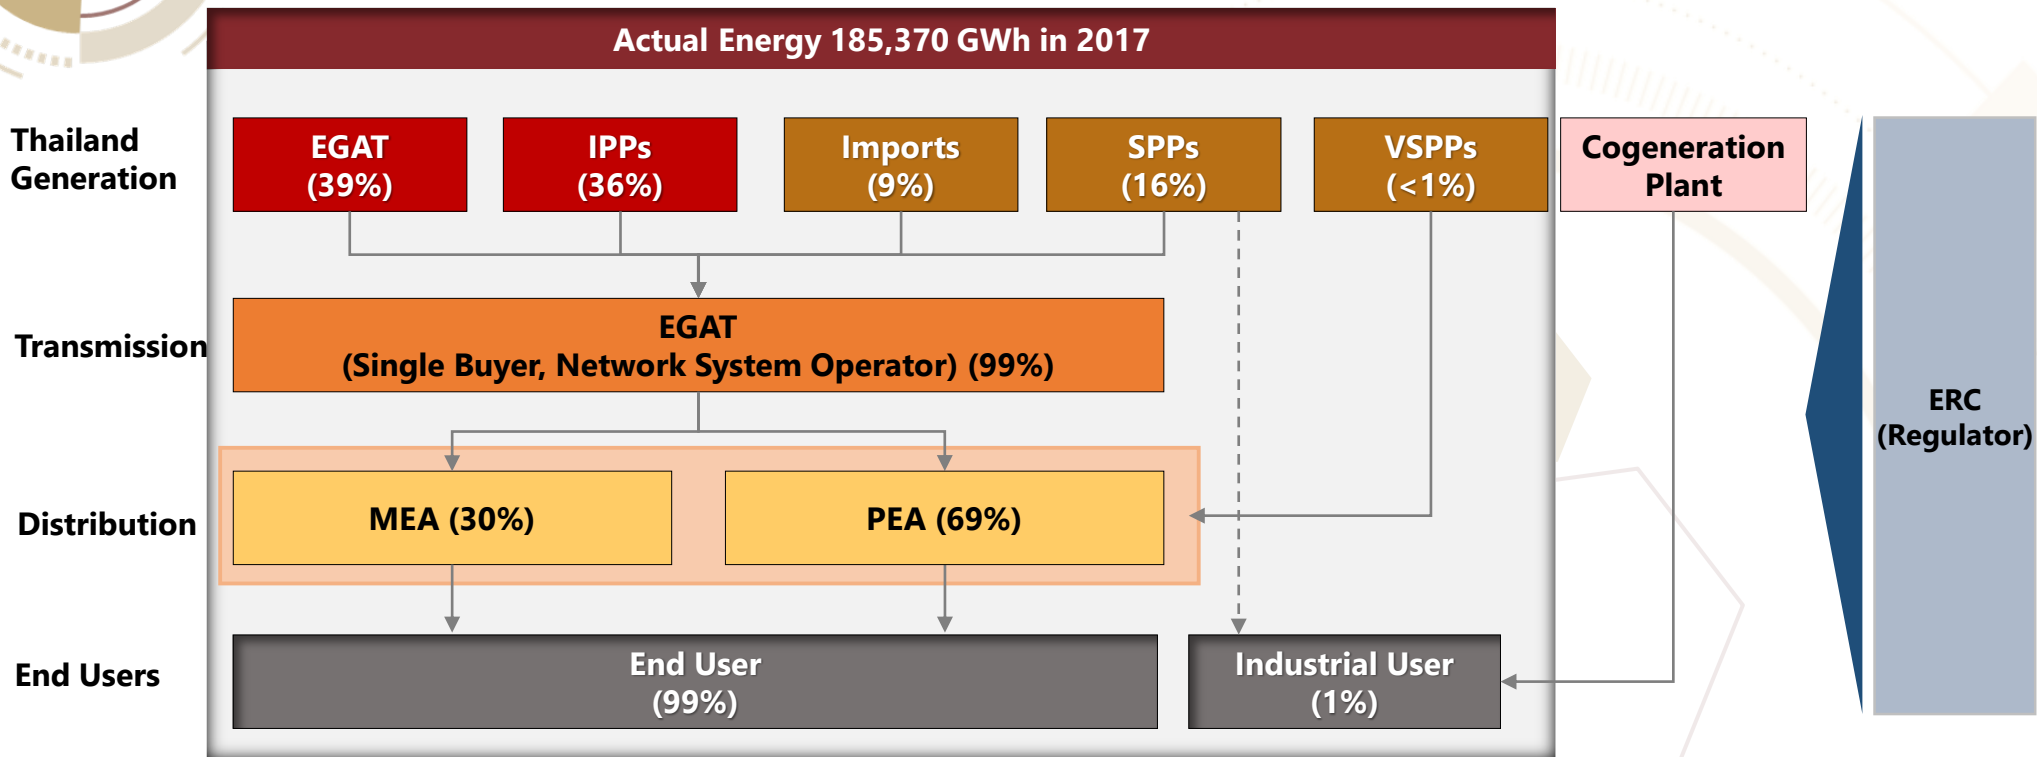 Actual Energy 185,370 GWh in 2017
Thailand
Generation
EGAT
(39%)
IPPs
(36%)
Imports
(9%)
SPPs
(16%)
VSPPs
(<1%)
Cogeneration
Plant
Transmission
EGAT
(Single Buyer, Network System Operator) (99%)
ERC
(Regulator)
Distribution
MEA (30%)
PEA (69%)
End Users
End User
(99%)
Industrial User
(1%)